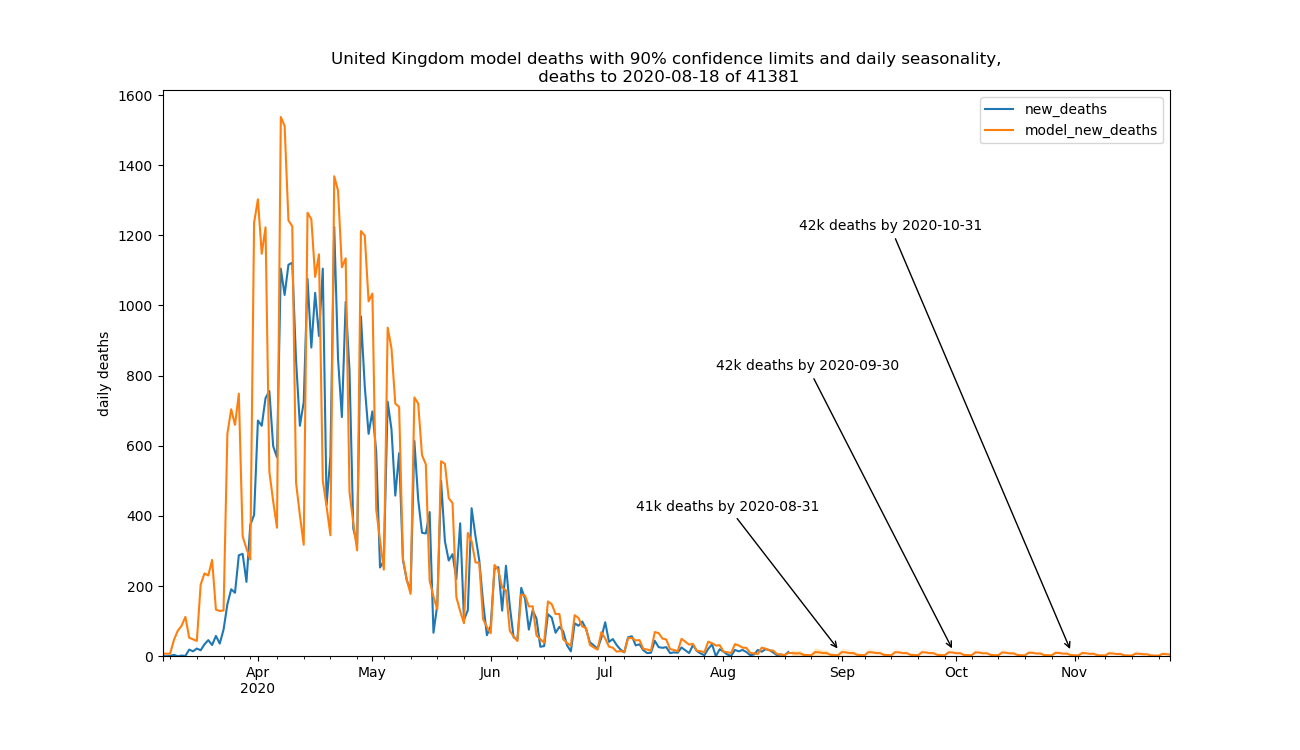 United Kingdom model deaths with 90% confidence limits and daily seasonality,
deaths to 2020-08-18 of 41381
new_deaths
model_new_deaths
daily deaths
1600
1400
1200
1000
800
600
400
200
0
42k deaths by 2020-10-31
42k deaths by 2020-09-30
41k deaths by 2020-08-31
Apr May Jun Jul Aug Sep Oct Nov
2020